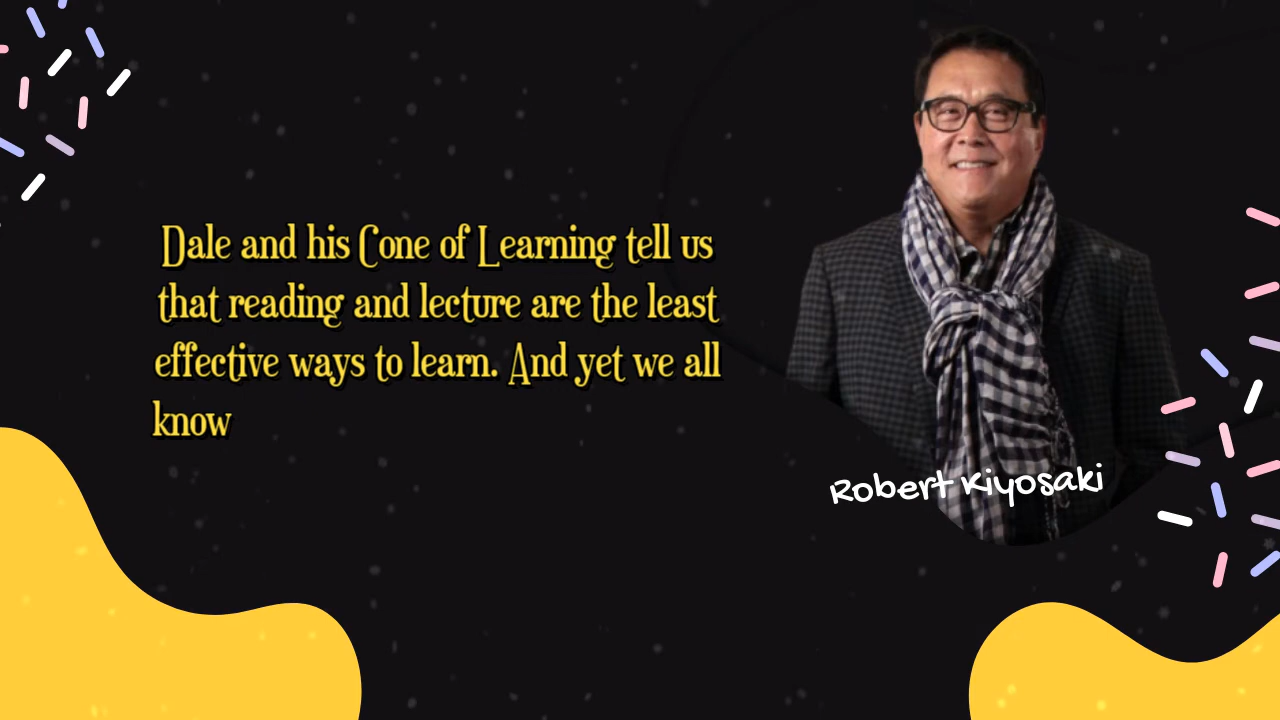 Dale and his Cone of Learning tell us
that reading and lecture are the least
effective ways to learn. And yet we all
know
Robert Kiyosaki